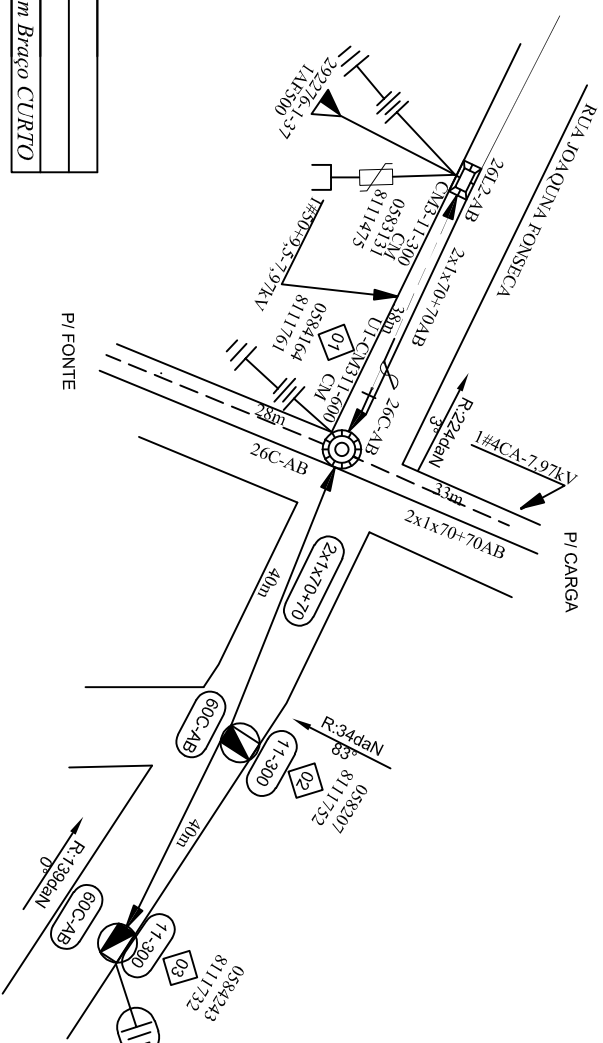 m Braço CURTO
292276-1-37
1AF500
CM3-11-300
26L2-AB
RUA JOAQUNA FONSECA
0583131
CM
8111475
T#50+9,5-7,97kV
2x1x70+70AB
38m
P/ FONTE
0584164
8111761
01
CM
U1-CM311-600
26C-AB
R:224daN
3°
1#4CA-7,97kV
28m
26C-AB
33m
2x1x70+70AB
P/ CARGA
40m
2x1x70+70
60C-AB
11-300
02
R:34daN
83°
058207
8111752
40m
R:139daN
0°
60C-AB
11-300
03
0584243
8111732